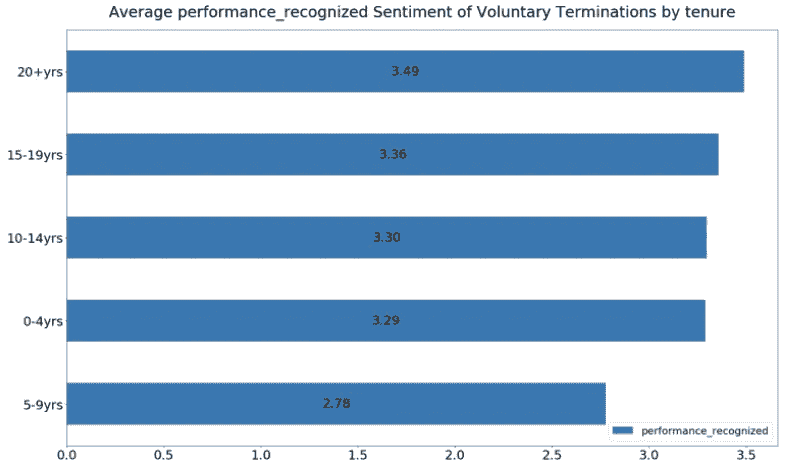 Average performance_recognized Sentiment of Voluntary Terminations by tenure
20+yrs
3.49
15-19yrs
3.36
10-14yrs
3.30
0-4yrs
3.29
5-9yrs
2.78
performance_recognized
0.0 0.5 1.0 1.5 2.0 2.5 3.0 3.5